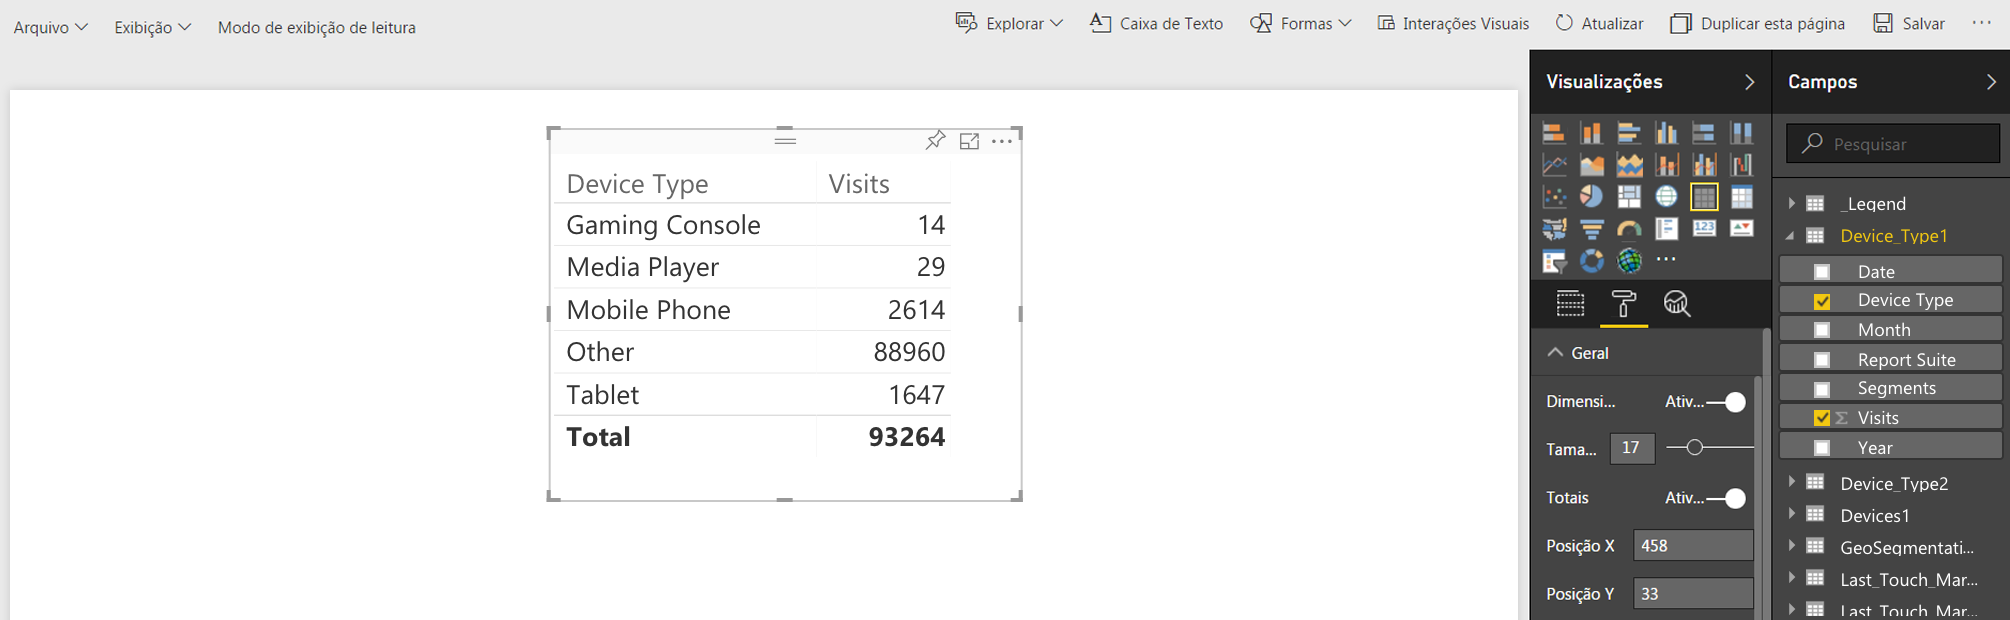 Arquivo Exibição Modo de exibição de leitura Explorar Caixa de Texto Formas Interações Visuais Atualizar Duplicar esta página Salvar ...
Device Type Visits
Gaming Console 14
Media Player 29
Mobile Phone 2614
Other 88960
Tablet 1647
Total 93264
Visualizações
123
Geral
Dimensi... Ativ...
Tama... 17
Totais Ativ...
Posição X 458
Posição Y 33
Campos
Pesquisar
_Legend
Device_Type1
Date
Device Type
Month
Report Suite
Segments
Σ Visits
Year
Device_Type2
Devices1
GeoSegmentati...
Last_Touch_Mar...
Last_Touch_Mar...